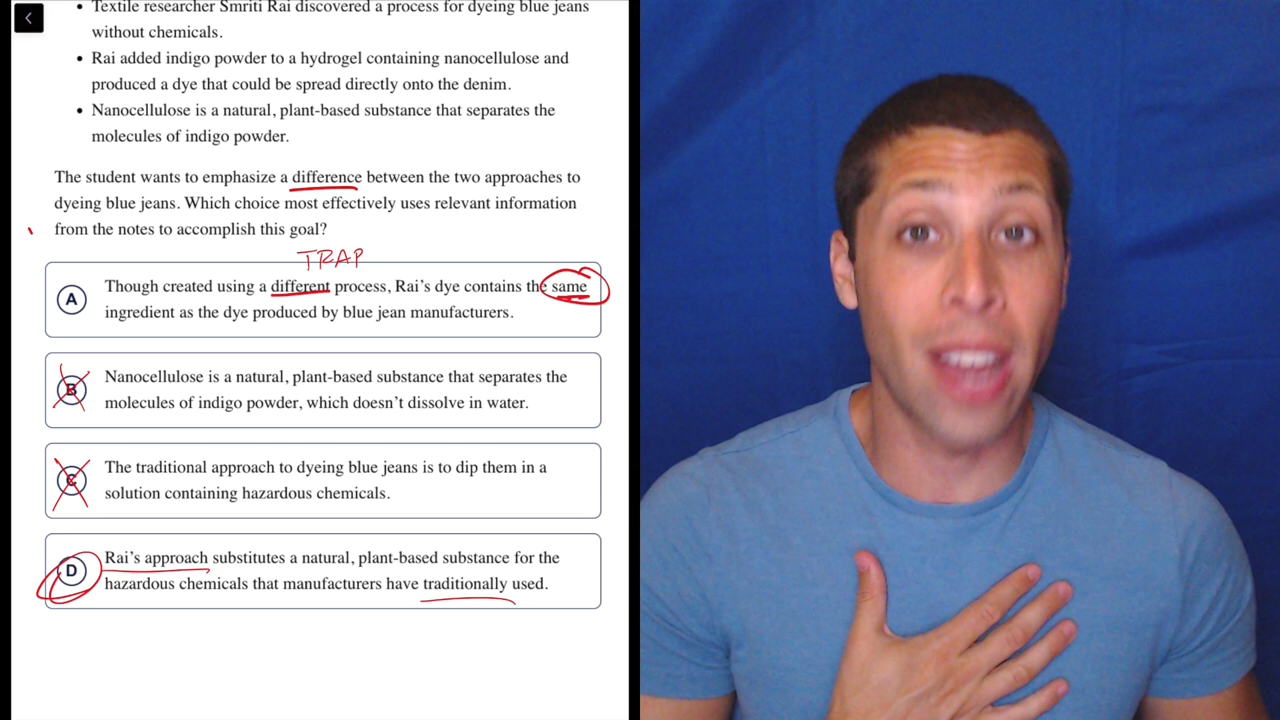 Textile researcher Smriti Rai discovered a process for dyeing blue jeans
without chemicals.
• Rai added indigo powder to a hydrogel containing nanocellulose and
produced a dye that could be spread directly onto the denim.
• Nanocellulose is a natural, plant-based substance that separates the
molecules of indigo powder.
The student wants to emphasize a difference between the two approaches to
dyeing blue jeans. Which choice most effectively uses relevant information
from the notes to accomplish this goal?
TRAP
A Though created using a different process, Rai's dye contains the same
ingredient as the dye produced by blue jean manufacturers.
B Nanocellulose is a natural, plant-based substance that separates the
molecules of indigo powder, which doesn't dissolve in water.
C The traditional approach to dyeing blue jeans is to dip them in a
solution containing hazardous chemicals.
D Rai's approach substitutes a natural, plant-based substance for the
hazardous chemicals that manufacturers have traditionally used.